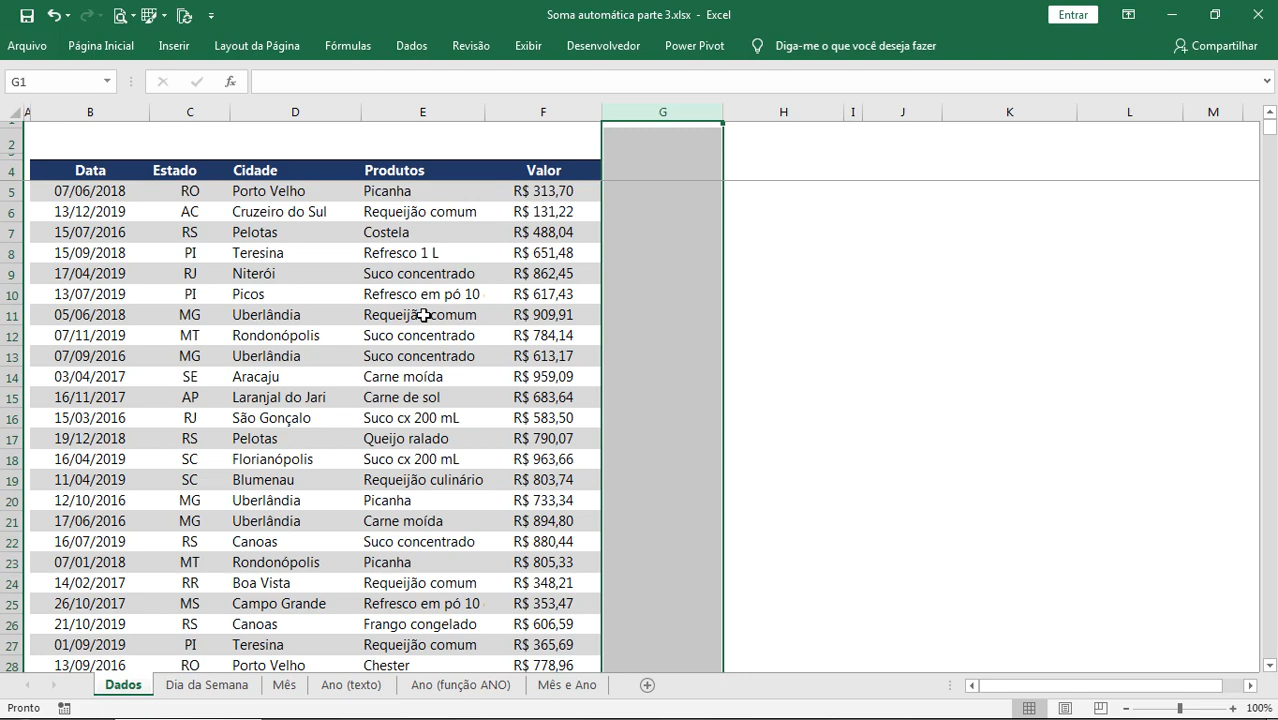 Soma automática parte 3.xlsx - Excel
Entrar
Arquivo Página Inicial Inserir Layout da Página Fórmulas Dados Revisão Exibir Desenvolvedor Power Pivot Diga-me o que você deseja fazer Compartilhar
G1 fx
A B C D E F G H I J K L M
2
4 Data Estado Cidade Produtos Valor
5 07/06/2018 RO Porto Velho Picanha R$ 313,70
6 13/12/2019 AC Cruzeiro do Sul Requeijão comum R$ 131,22
7 15/07/2016 RS Pelotas Costela R$ 488,04
8 15/09/2018 PI Teresina Refresco 1 L R$ 651,48
9 17/04/2019 RJ Niterói Suco concentrado R$ 862,45
10 13/07/2019 PI Picos Refresco em pó 10 R$ 617,43
11 05/06/2018 MG Uberlândia Requeijão comum R$ 909,91
12 07/11/2019 MT Rondonópolis Suco concentrado R$ 784,14
13 07/09/2016 MG Uberlândia Suco concentrado R$ 613,17
14 03/04/2017 SE Aracaju Carne moída R$ 959,09
15 16/11/2017 AP Laranjal do Jari Carne de sol R$ 683,64
16 15/03/2016 RJ São Gonçalo Suco cx 200 mL R$ 583,50
17 19/12/2018 RS Pelotas Queijo ralado R$ 790,07
18 16/04/2019 SC Florianópolis Suco cx 200 mL R$ 963,66
19 11/04/2019 SC Blumenau Requeijão culinário R$ 803,74
20 12/10/2016 MG Uberlândia Picanha R$ 733,34
21 17/06/2016 MG Uberlândia Carne moída R$ 894,80
22 16/07/2019 RS Canoas Suco concentrado R$ 880,44
23 07/01/2018 MT Rondonópolis Picanha R$ 805,33
24 14/02/2017 RR Boa Vista Requeijão comum R$ 348,21
25 26/10/2017 MS Campo Grande Refresco em pó 10 R$ 353,47
26 21/10/2019 RS Canoas Frango congelado R$ 606,59
27 01/09/2019 PI Teresina Requeijão comum R$ 365,69
28 13/09/2016 RO Porto Velho Chester R$ 778,96
Dados Dia da Semana Mês Ano (texto) Ano (função ANO) Mês e Ano
Pronto 100%